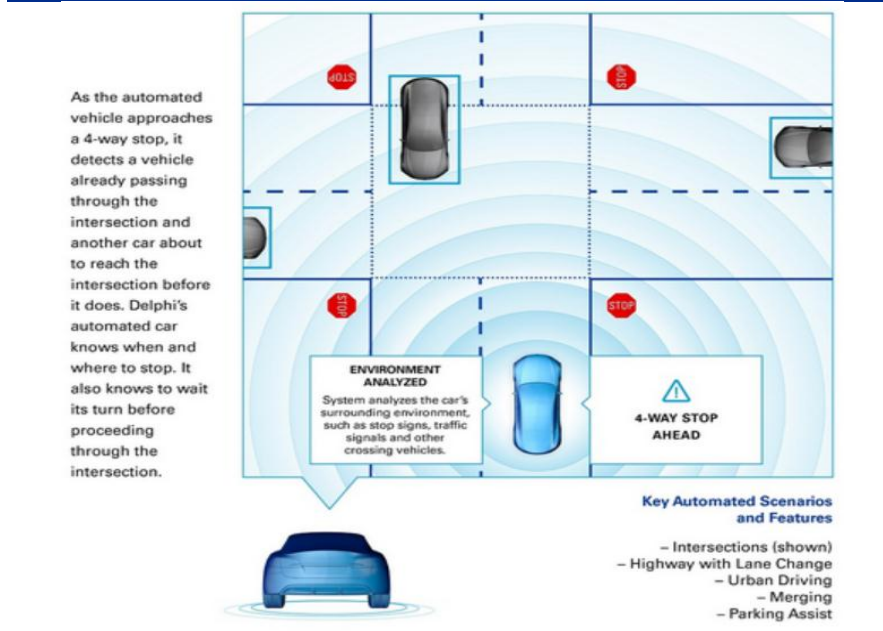 As the automated
vehicle approaches
a 4-way stop, it
detects a vehicle
already passing
through the
intersection and
another car about
to reach the
intersection before
it does. Delphi's
automated car
knows when and
where to stop. It
also knows to wait
its turn before
proceeding
through the
intersection.
STOP
STOP
STOP
STOP
ENVIRONMENT
ANALYZED
System analyzes the car's
surrounding environment,
such as stop signs, traffic
signals and other
crossing vehicles.
4-WAY STOP
AHEAD
Key Automated Scenarios
and Features
– Intersections (shown)
– Highway with Lane Change
– Urban Driving
– Merging
– Parking Assist